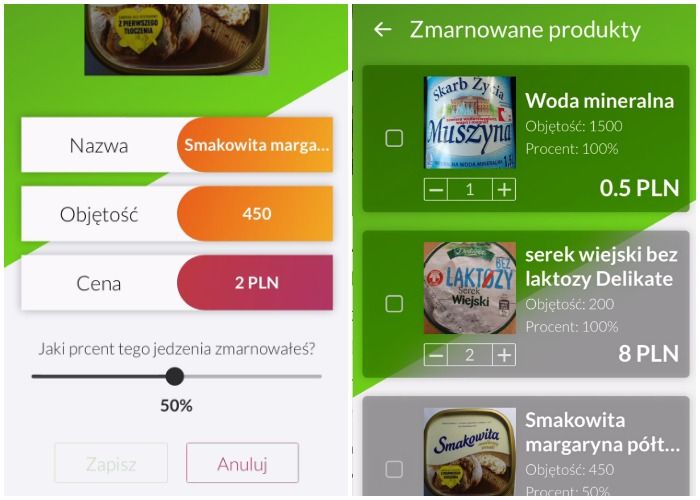 Z PIERWSZEGO
TŁOCZENIA
Nazwa
Smakowita marga...
Objętość
450
Cena
2 PLN
Jaki prcent tego jedzenia zmarnowałeś?
50%
Zapisz
Anuluj
Zmarnowane produkty
Skarb Życia
Muszyna
Woda mineralna
Objętość: 1500
Procent: 100%
1
0.5 PLN
BEZ
LAKTOZY
Serek
Wiejski
serek wiejski bez
laktozy Delikate
Objętość: 200
Procent: 100%
2
8 PLN
Smakowita
Smakowita
margaryna półt...
Objętość: 450
Procent: 50%